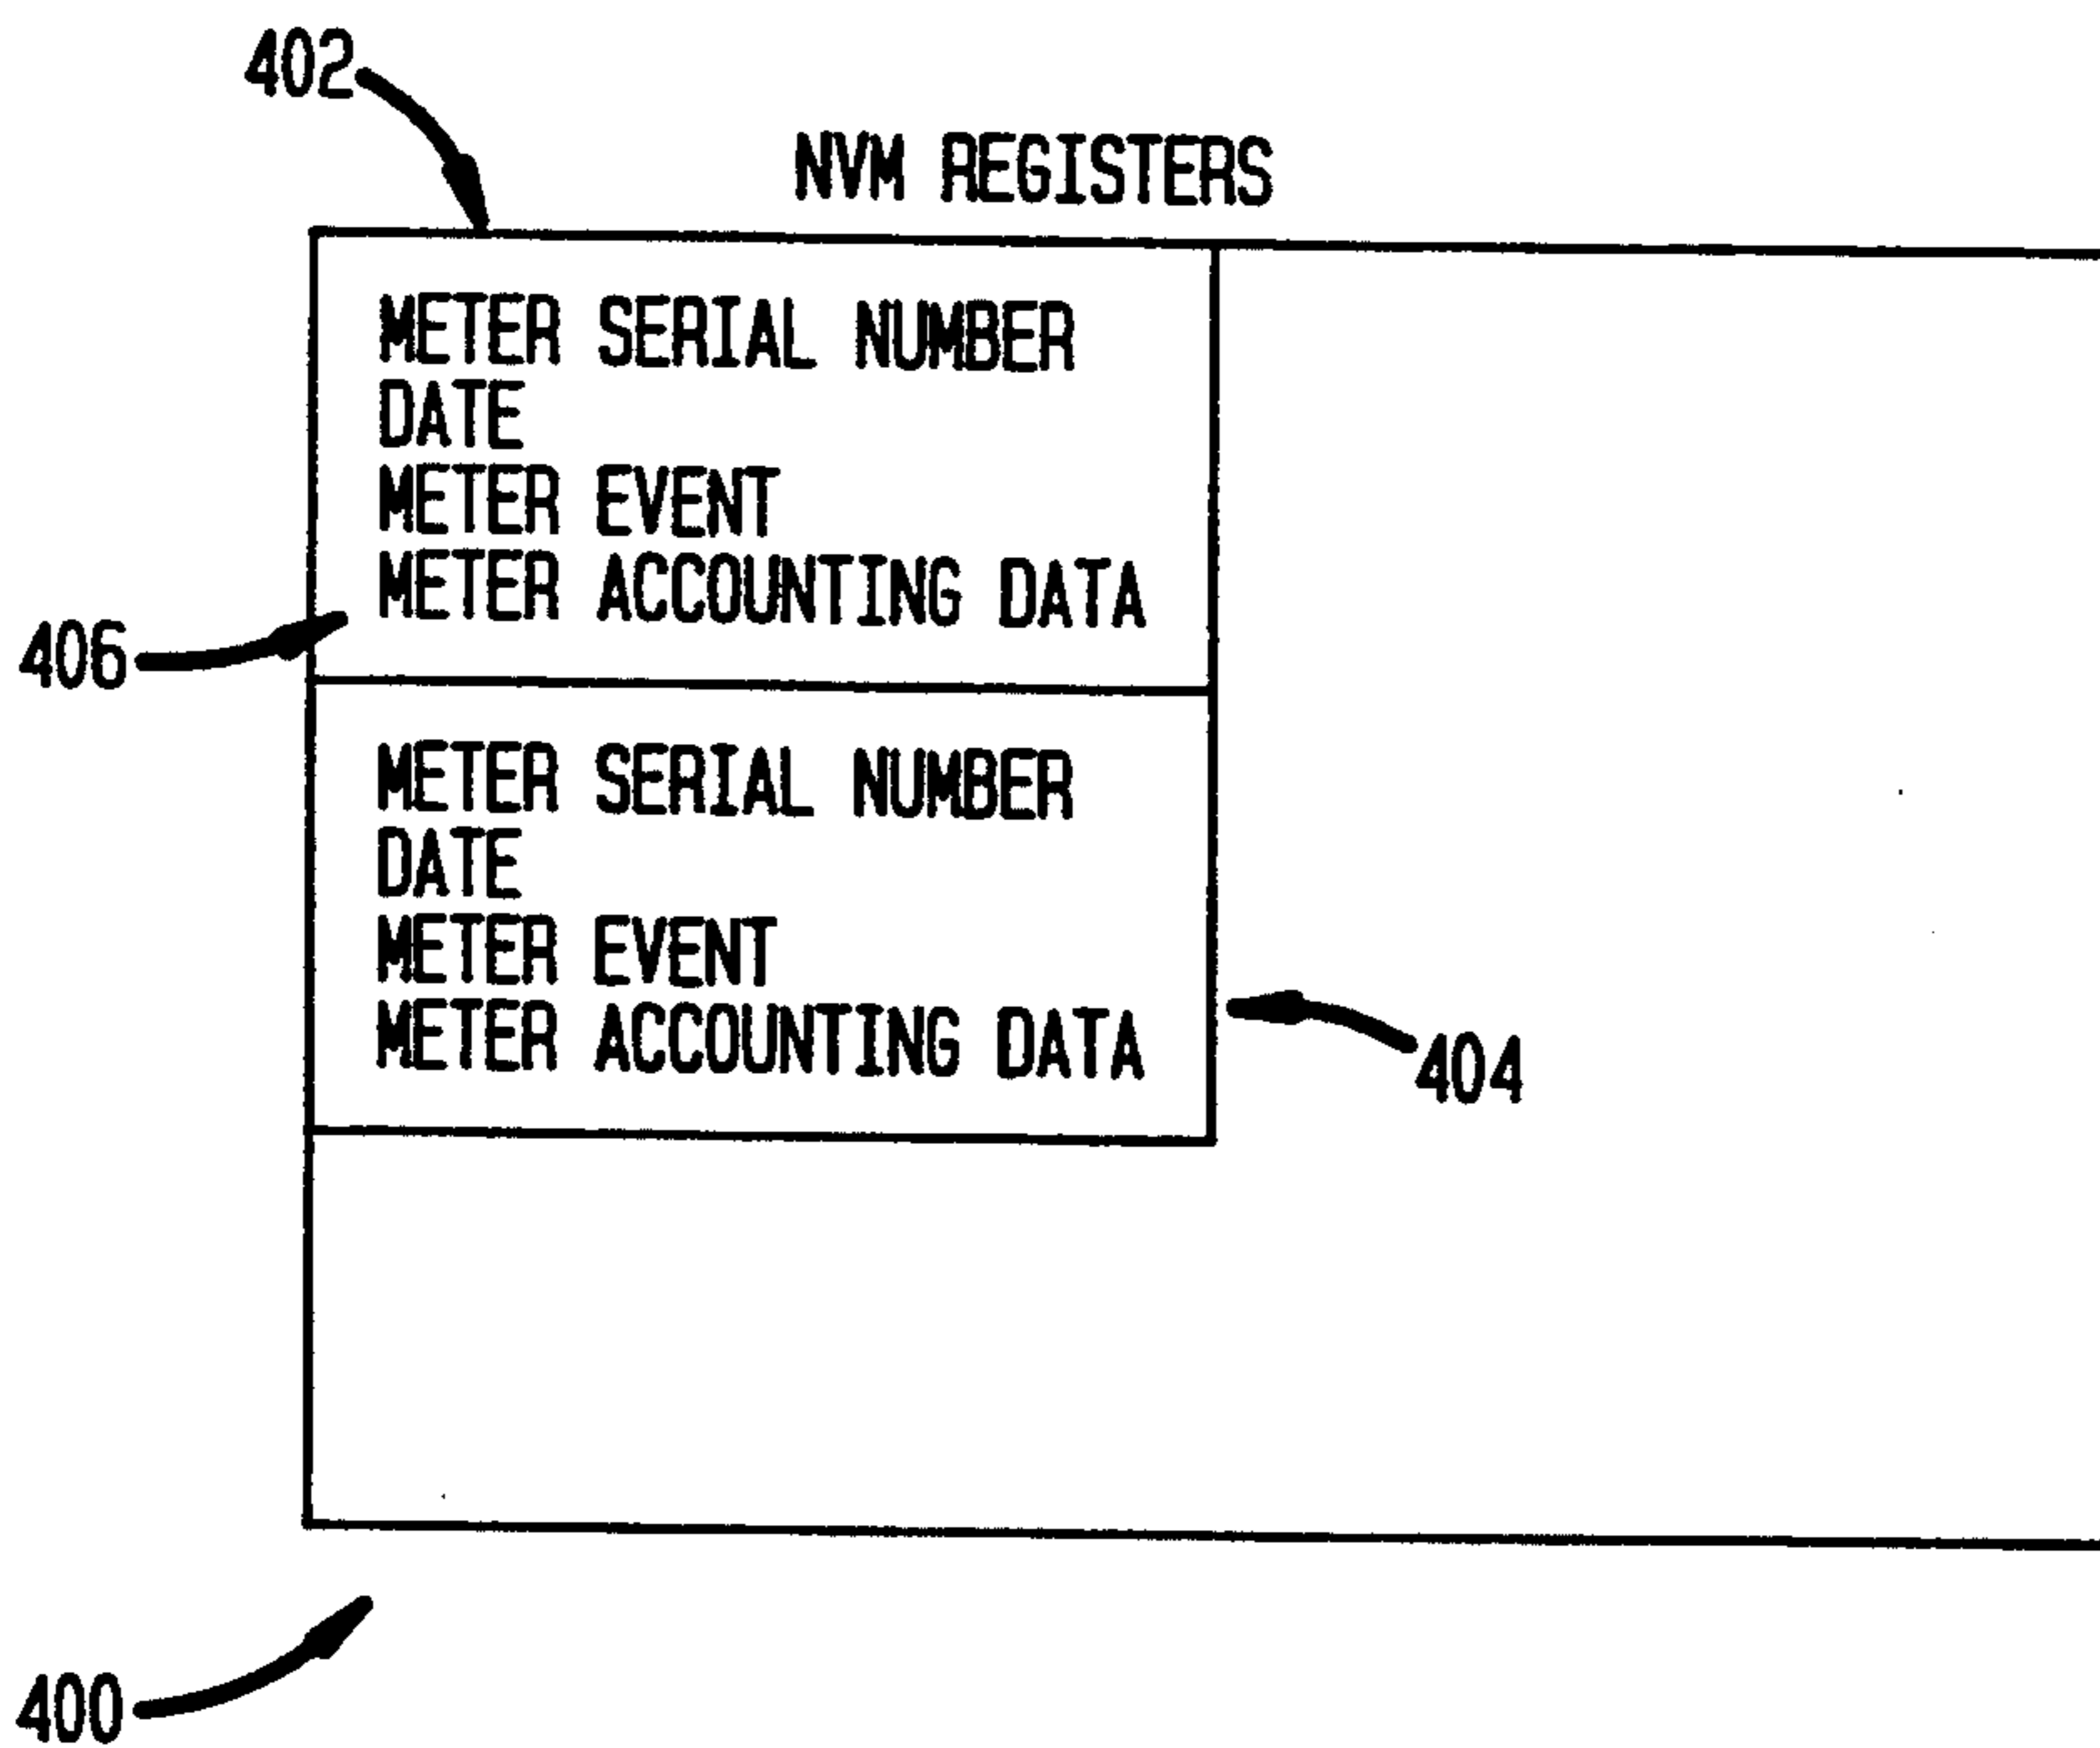 402
NVM REGISTERS
METER SERIAL NUMBER
DATE
METER EVENT
METER ACCOUNTING DATA
406
METER SERIAL NUMBER
DATE
METER EVENT
METER ACCOUNTING DATA
404
400